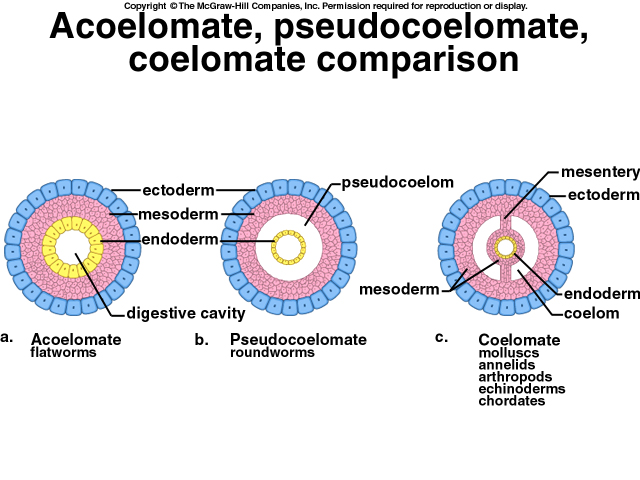 Copyright © The McGraw-Hill Companies, Inc. Permission required for reproduction or display.
Acoelomate, pseudocoelomate,
coelomate comparison
ectoderm
mesoderm
endoderm
digestive cavity
pseudocoelom
mesentery
ectoderm
mesoderm
endoderm
coelom
a. Acoelomate
flatworms
b. Pseudocoelomate
roundworms
c. Coelomate
molluscs
annelids
arthropods
echinoderms
chordates